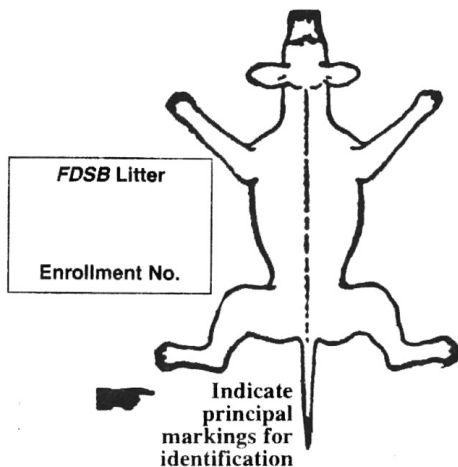 FDSB Litter
Enrollment No.
Indicate
principal
markings for
identification